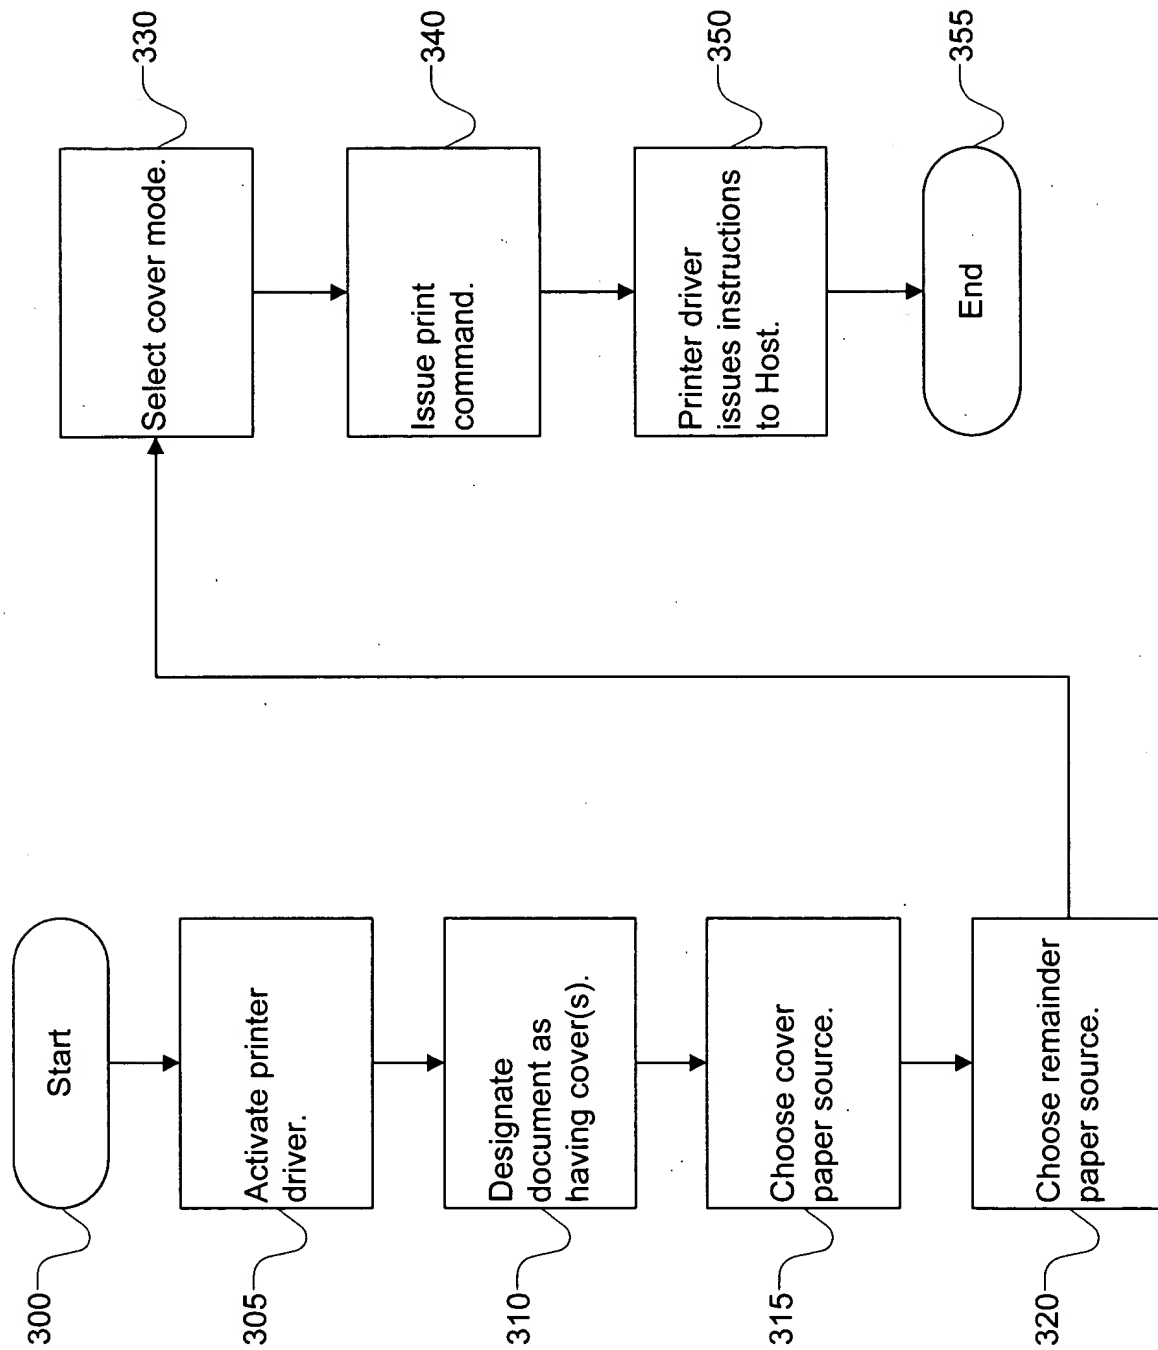 300
Start
305
Activate printer
driver.
310
Designate
document as
having cover(s).
315
Choose cover
paper source.
320
Choose remainder
paper source.
330
Select cover mode.
340
Issue print
command.
350
Printer driver
issues instructions
to Host.
355
End